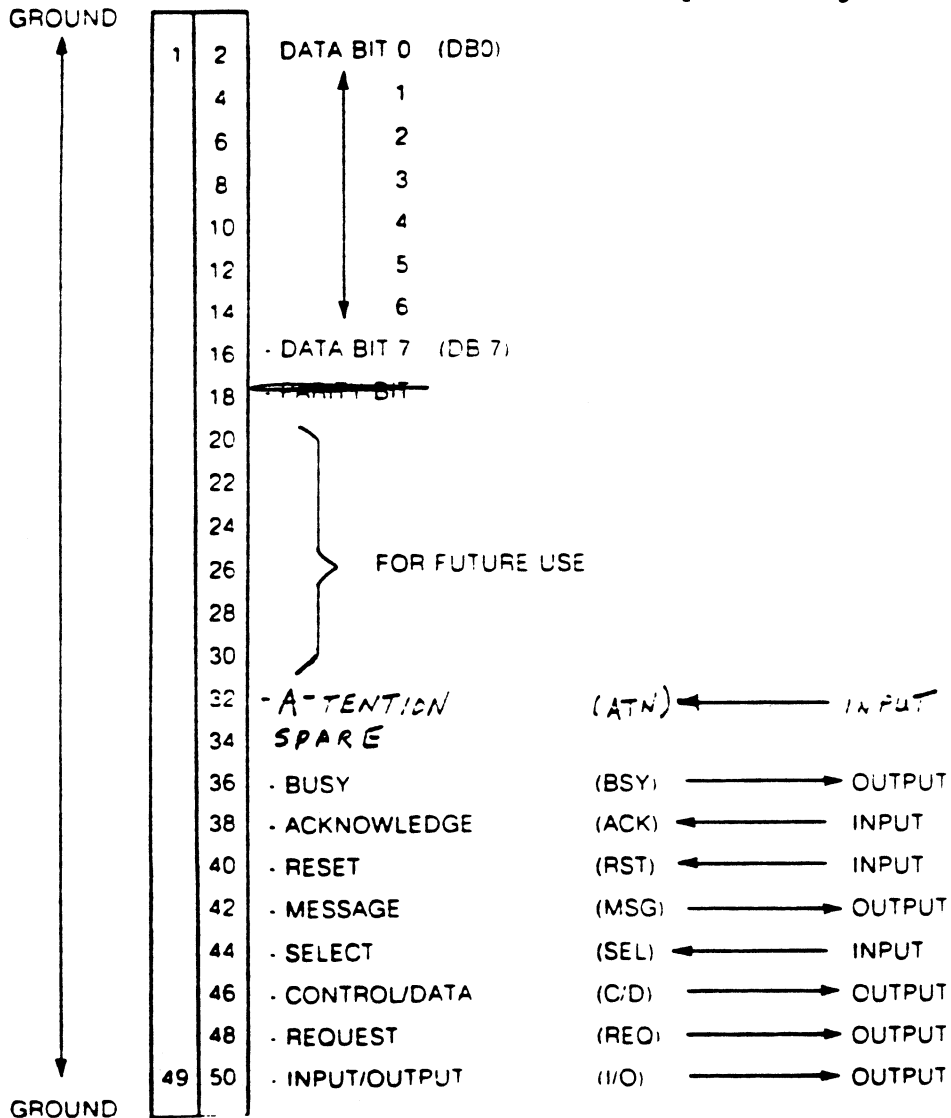 GROUND
1 2 DATA BIT 0 (DB0)
4 1
6 2
8 3
10 4
12 5
14 6
16 - DATA BIT 7 (DB 7)
18 - PARITY BIT
20
22
24
26 FOR FUTURE USE
28
30
32 - ATTENTION (ATN) INPUT
34 SPARE
36 - BUSY (BSY) OUTPUT
38 - ACKNOWLEDGE (ACK) INPUT
40 - RESET (RST) INPUT
42 - MESSAGE (MSG) OUTPUT
44 - SELECT (SEL) INPUT
46 - CONTROL/DATA (C/D) OUTPUT
48 - REQUEST (REQ) OUTPUT
49 50 - INPUT/OUTPUT (I/O) OUTPUT
GROUND